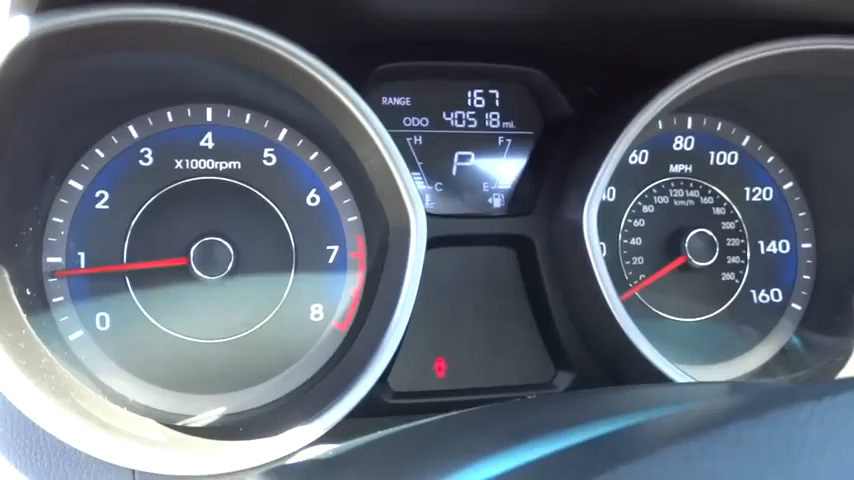 RANGE 167
ODO 40518 mi.
H F
P
C E
X1000rpm
0 1 2 3 4 5 6 7 8
MPH
60 80 100 120 140 160
km/h
20 40 60 80 100 120 140 160 180 200 220 240 260